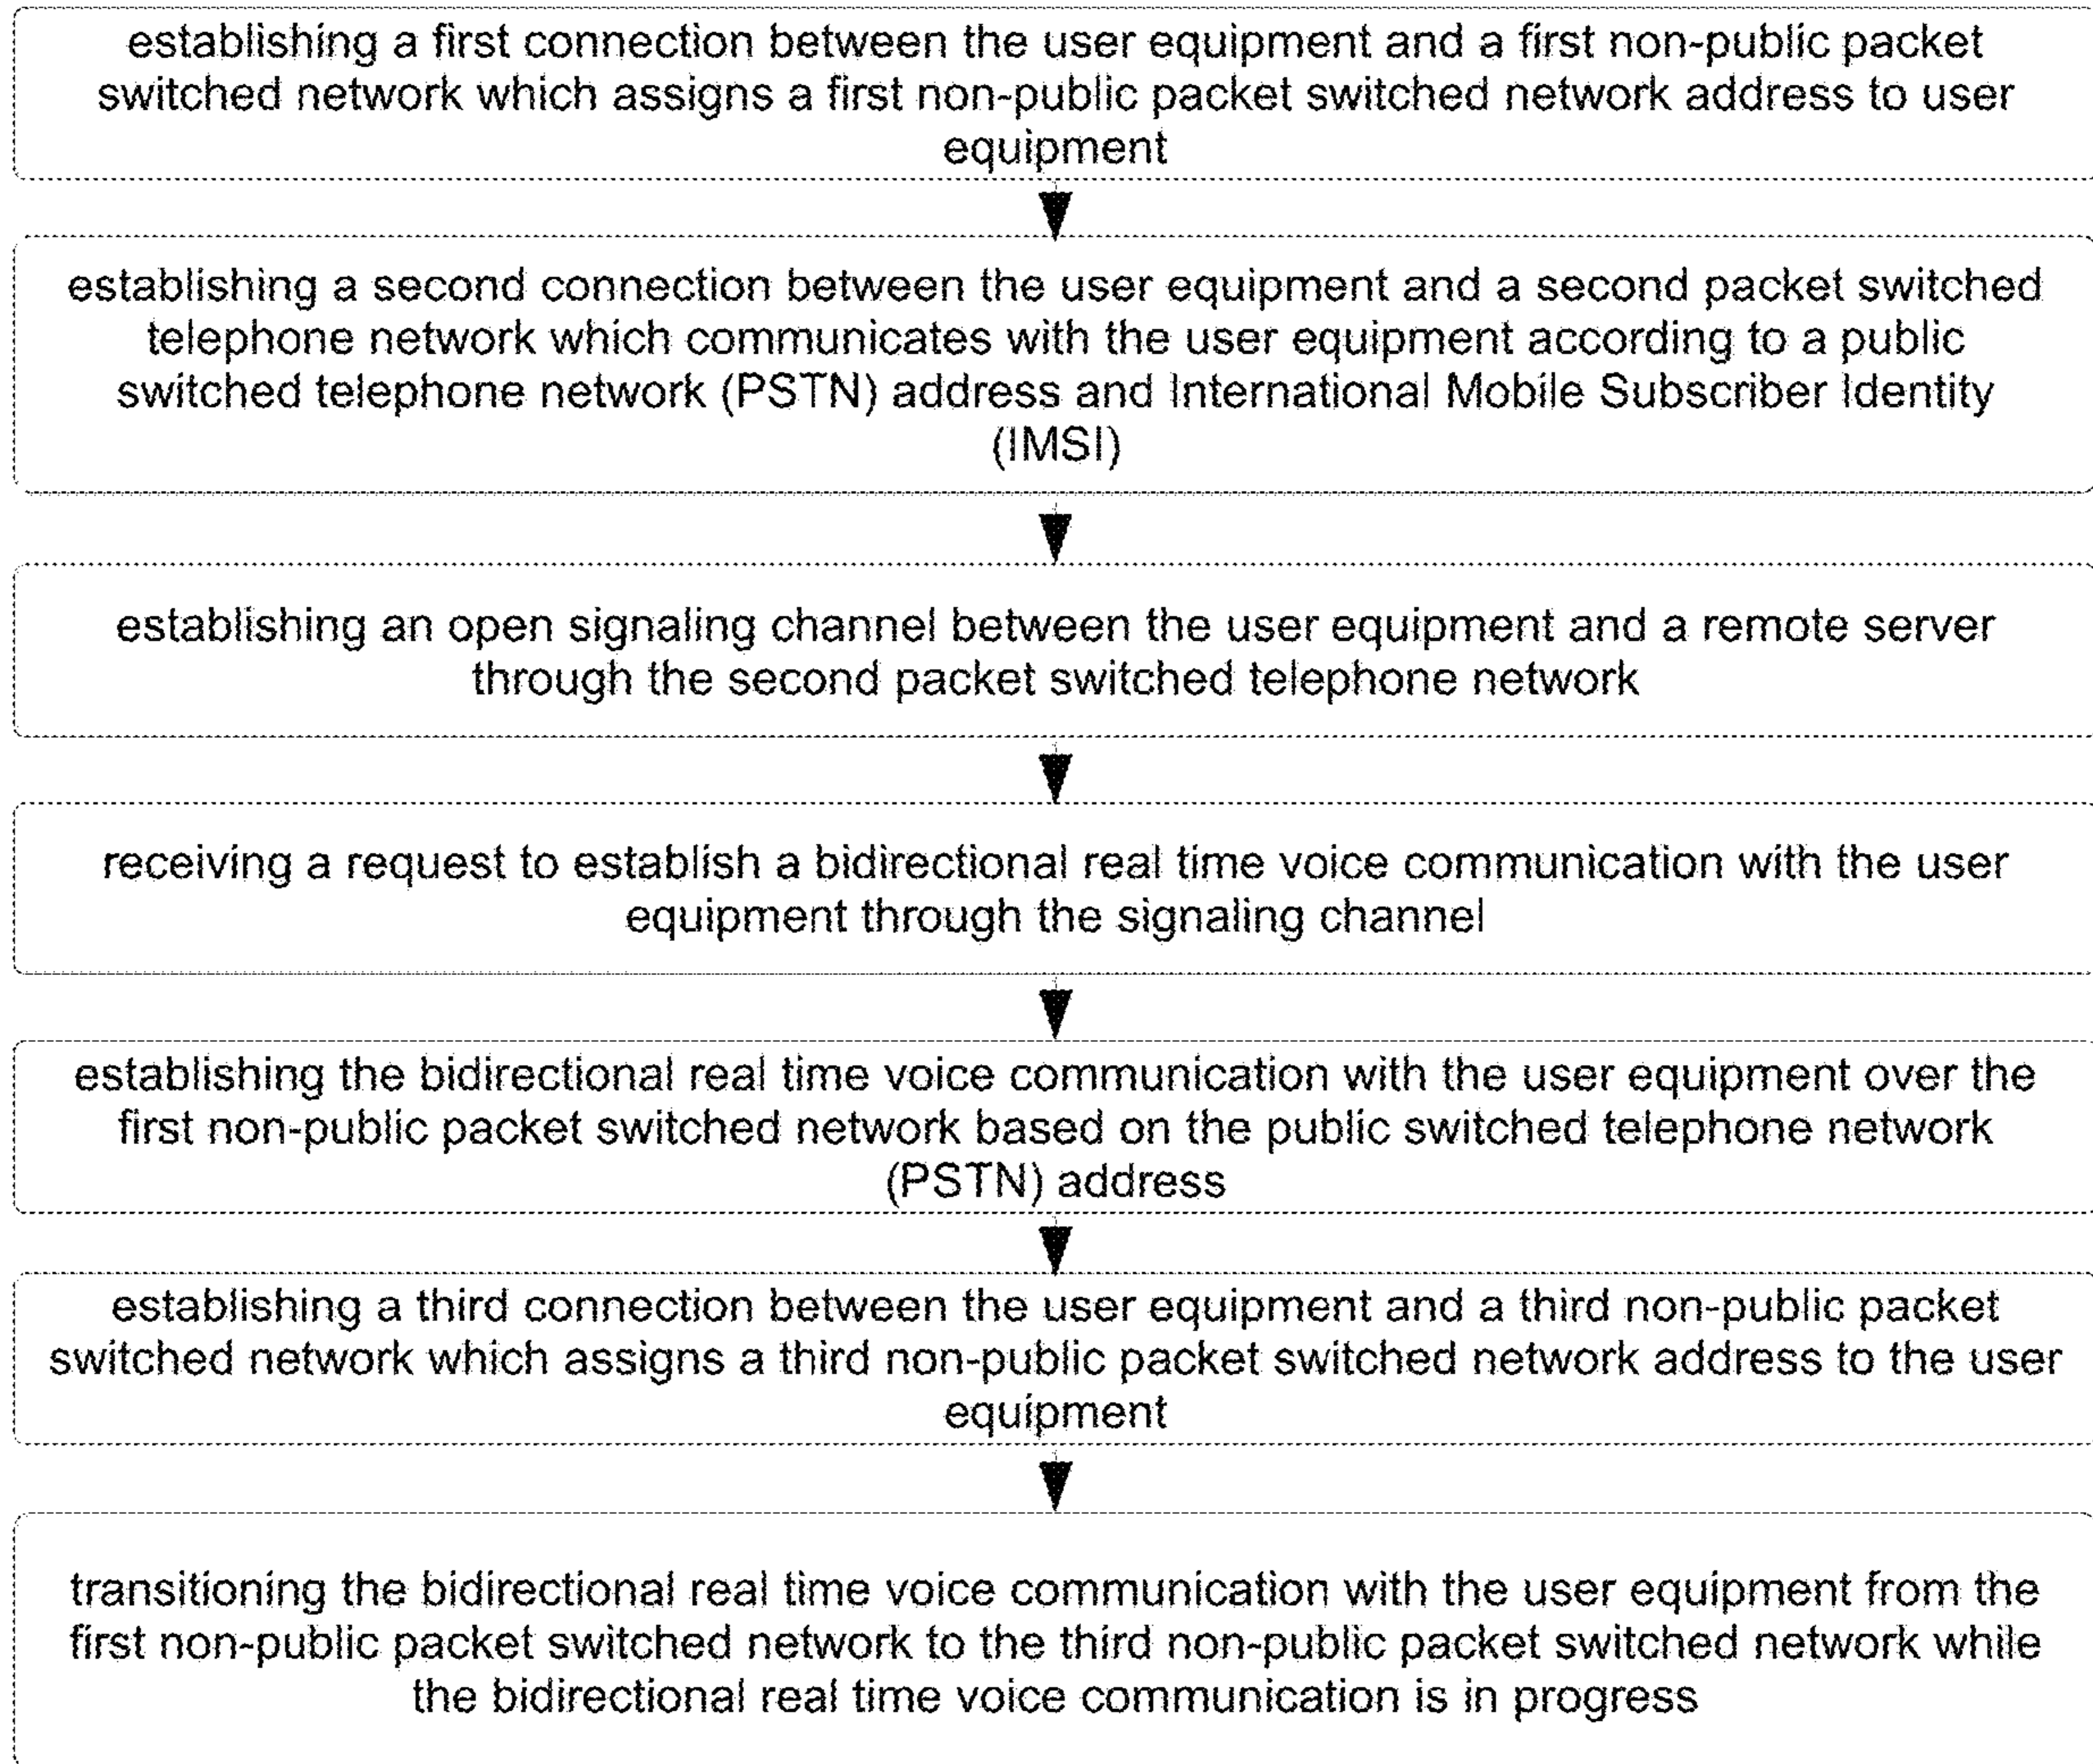 establishing a first connection between the user equipment and a first non-public packet
switched network which assigns a first non-public packet switched network address to user
equipment
establishing a second connection between the user equipment and a second packet switched
telephone network which communicates with the user equipment according to a public
switched telephone network (PSTN) address and International Mobile Subscriber Identity
(IMSI)
establishing an open signaling channel between the user equipment and a remote server
through the second packet switched telephone network
receiving a request to establish a bidirectional real time voice communication with the user
equipment through the signaling channel
establishing the bidirectional real time voice communication with the user equipment over the
first non-public packet switched network based on the public switched telephone network
(PSTN) address
establishing a third connection between the user equipment and a third non-public packet
switched network which assigns a third non-public packet switched network address to the user
equipment
transitioning the bidirectional real time voice communication with the user equipment from the
first non-public packet switched network to the third non-public packet switched network while
the bidirectional real time voice communication is in progress